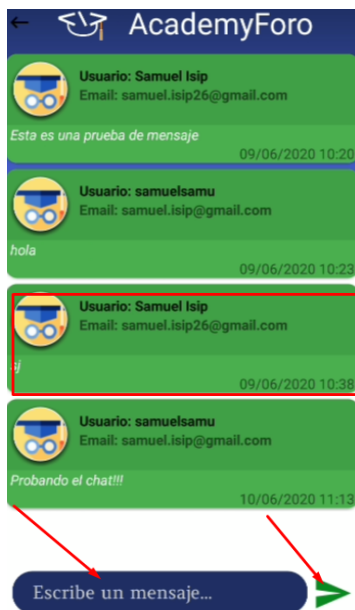 AcademyForo
Usuario: Samuel Isip
Email: samuel.isip26@gmail.com
Esta es una prueba de mensaje
09/06/2020 10:20
Usuario: samuelsamu
Email: samuel.isip@gmail.com
hola
09/06/2020 10:23
Usuario: Samuel Isip
Email: samuel.isip26@gmail.com
sj
09/06/2020 10:38
Usuario: samuelsamu
Email: samuel.isip@gmail.com
Probando el chat!!!
10/06/2020 11:13
Escribe un mensaje...